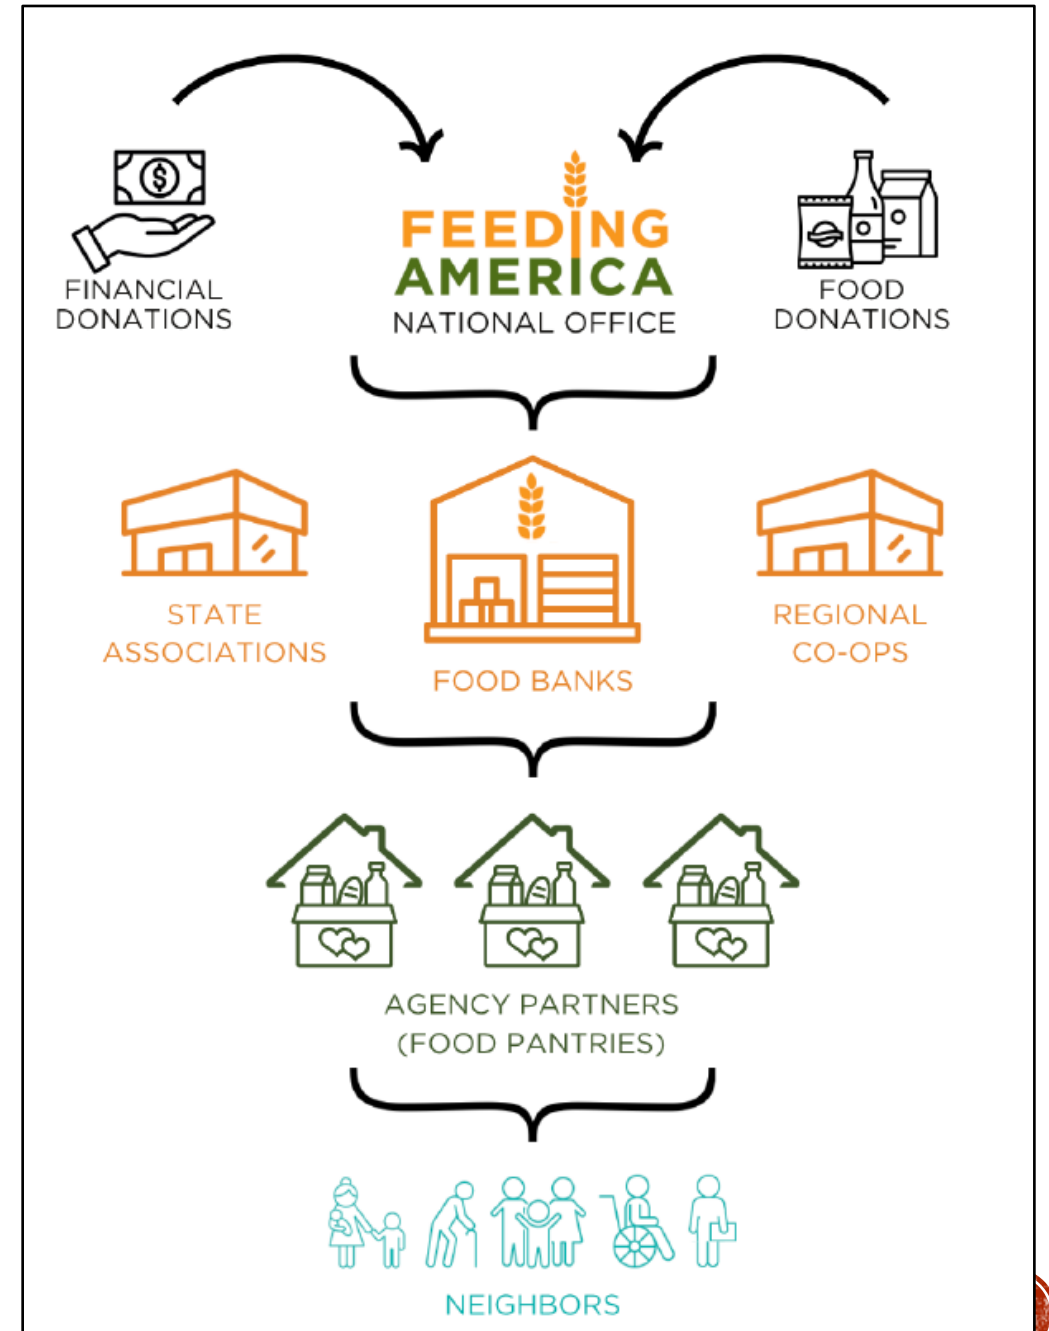 FINANCIAL
DONATIONS
$
FEEDING
AMERICA
NATIONAL OFFICE
FOOD
DONATIONS
STATE
ASSOCIATIONS
FOOD BANKS
REGIONAL
CO-OPS
AGENCY PARTNERS
(FOOD PANTRIES)
NEIGHBORS